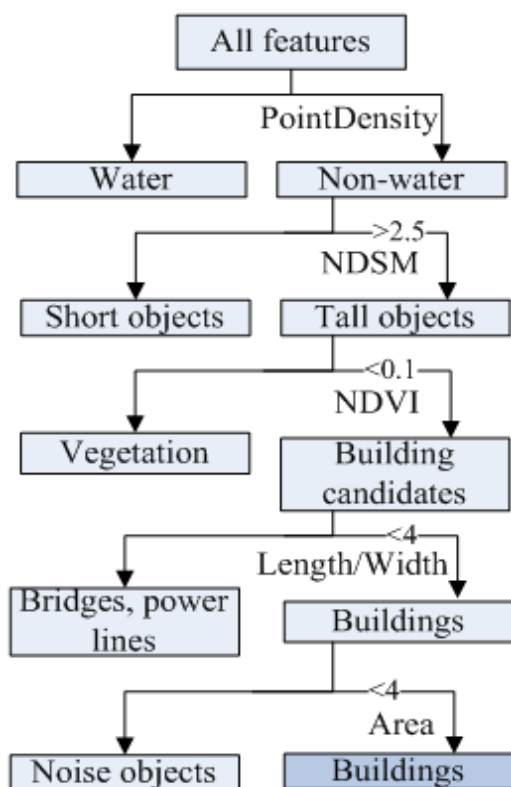 All features
PointDensity
Water
Non-water
>2.5
NDSM
Short objects
Tall objects
<0.1
NDVI
Vegetation
Building
candidates
<4
Length/Width
Bridges, power
lines
Buildings
<4
Area
Noise objects
Buildings